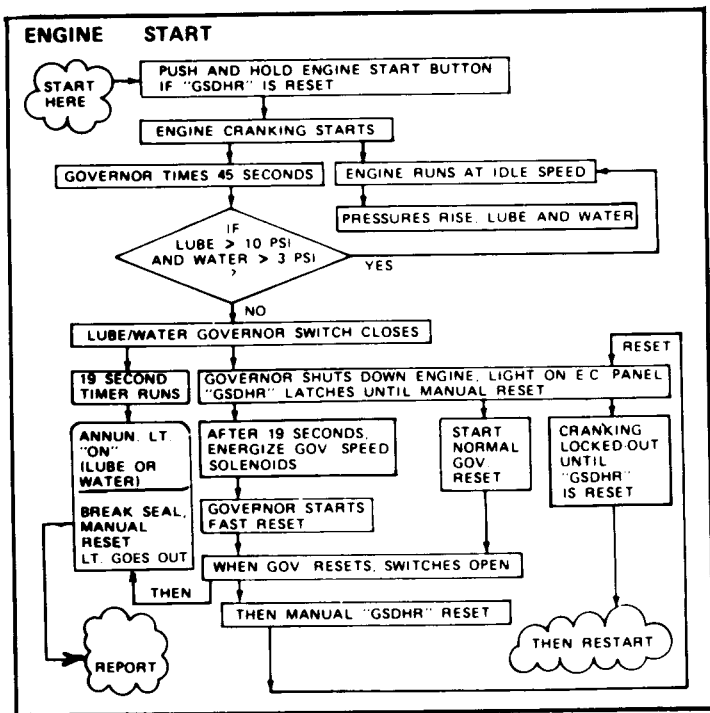 ENGINE START
START
HERE
PUSH AND HOLD ENGINE START BUTTON
IF "GSDHR" IS RESET
ENGINE CRANKING STARTS
GOVERNOR TIMES 45 SECONDS
ENGINE RUNS AT IDLE SPEED
PRESSURES RISE, LUBE AND WATER
IF
LUBE > 10 PSI
AND WATER > 3 PSI
?
YES
NO
LUBE/WATER GOVERNOR SWITCH CLOSES
RESET
19 SECOND
TIMER RUNS
GOVERNOR SHUTS DOWN ENGINE, LIGHT ON E C PANEL
"GSDHR" LATCHES UNTIL MANUAL RESET
ANNUN. LT.
"ON"
(LUBE OR
WATER)
BREAK SEAL,
MANUAL
RESET
LT. GOES OUT
AFTER 19 SECONDS,
ENERGIZE GOV SPEED
SOLENOIDS
START
NORMAL
GOV.
RESET
CRANKING
LOCKED-OUT
UNTIL
"GSDHR"
IS RESET
GOVERNOR STARTS
FAST RESET
WHEN GOV RESETS, SWITCHES OPEN
THEN
THEN MANUAL "GSDHR" RESET
REPORT
THEN RESTART